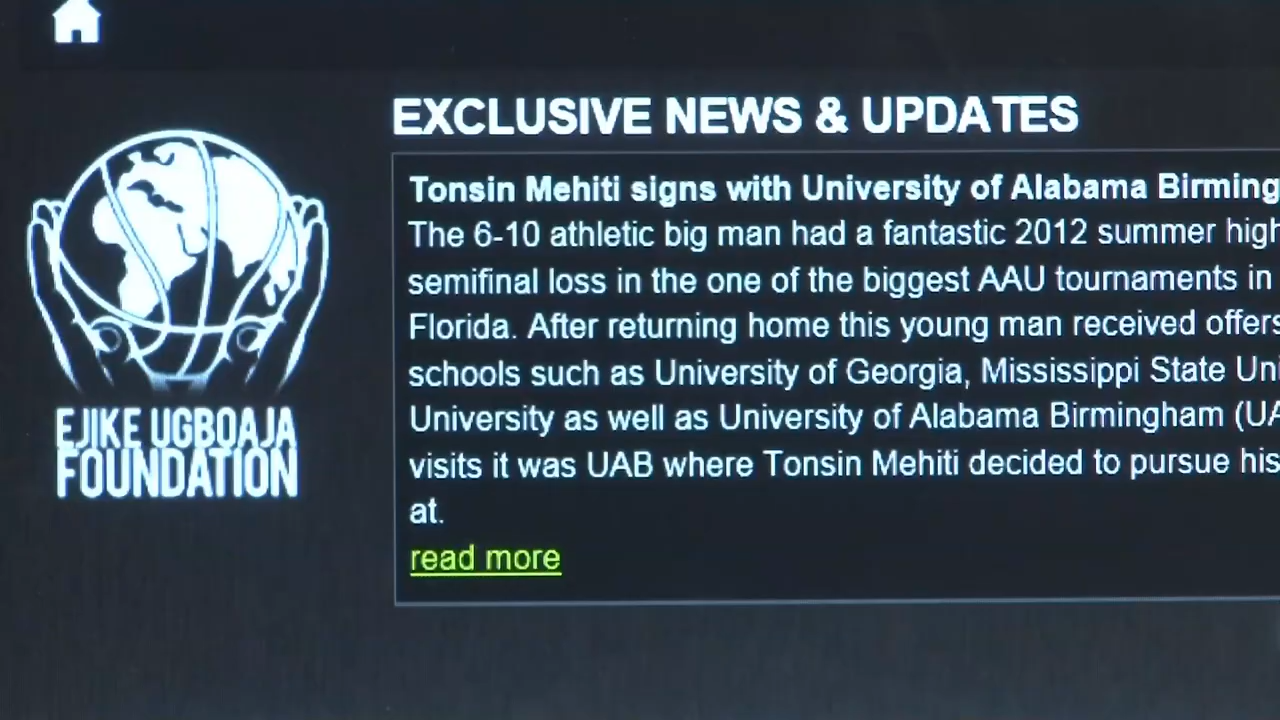 EXCLUSIVE NEWS & UPDATES
Tonsin Mehiti signs with University of Alabama Birming
The 6-10 athletic big man had a fantastic 2012 summer high
semifinal loss in the one of the biggest AAU tournaments in
Florida. After returning home this young man received offers
schools such as University of Georgia, Mississippi State Uni
University as well as University of Alabama Birmingham (UA
visits it was UAB where Tonsin Mehiti decided to pursue his
at.
read more
EJIKE UGBOAJA
FOUNDATION